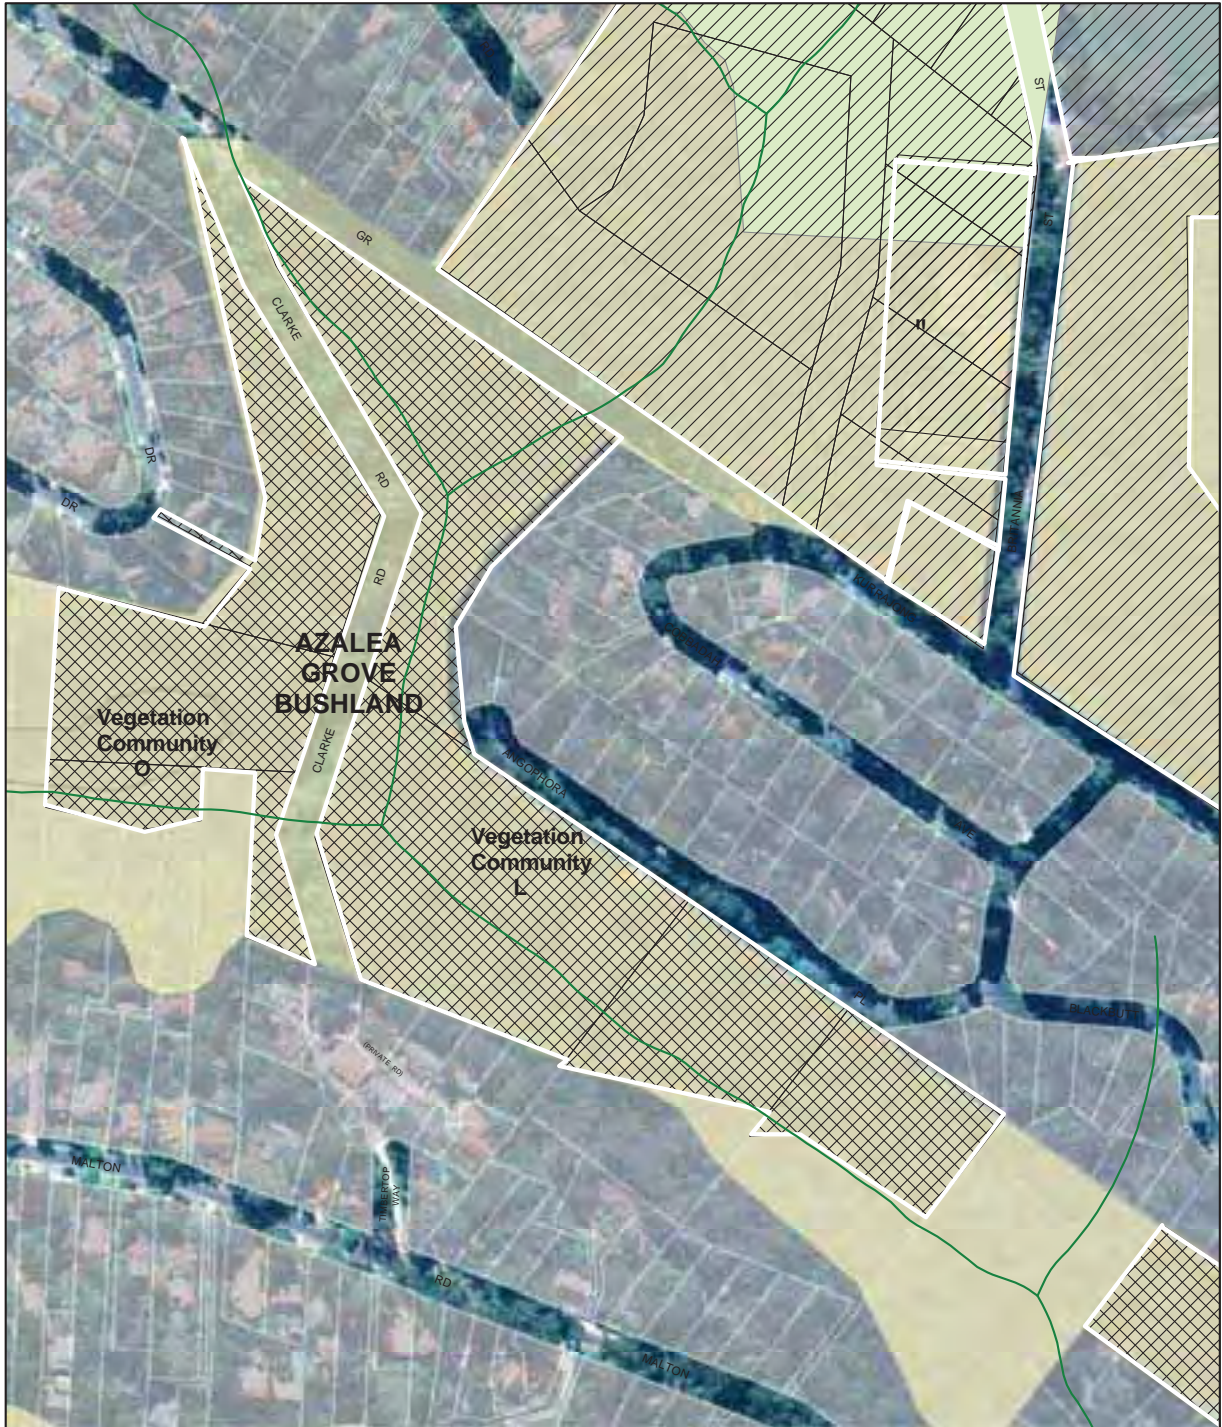 ST
ST
GR
CLARKE
n
DR
RD
DR
RD
AZALEA
GROVE
BUSHLAND
Vegetation
Community
O
CLARKE
ANGOPHORA
Vegetation
Community
L
PL
(PRIVATE RD)
MALTON
TIMBERTOP
WAY
RD
MALTON